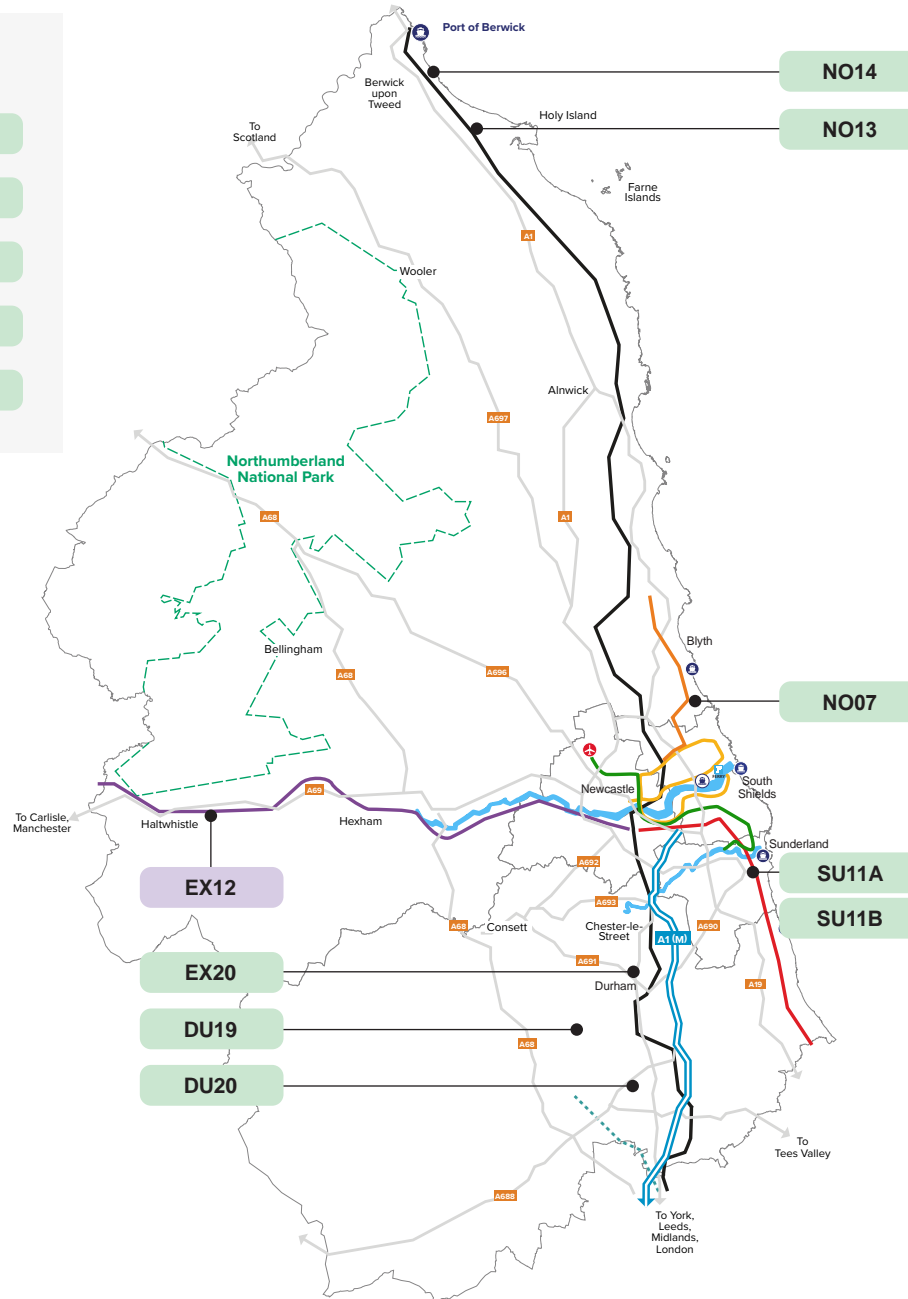 Port of Berwick
NO14
Berwick
upon
Tweed
Holy Island
NO13
To
Scotland
Farne
Islands
A1
Wooler
Alnwick
A697
Northumberland
National Park
A68
A1
Blyth
Bellingham
A68
A696
NO07
Newcastle
FERRY
South
Shields
A69
To Carlisle,
Manchester
Haltwhistle
Hexham
Sunderland
A692
EX12
SU11A
A693
SU11B
A68
Consett
Chester-le-
Street
A690
A1 (M)
A691
EX20
Durham
A19
DU19
A68
DU20
To
Tees Valley
A688
To York,
Leeds,
Midlands,
London